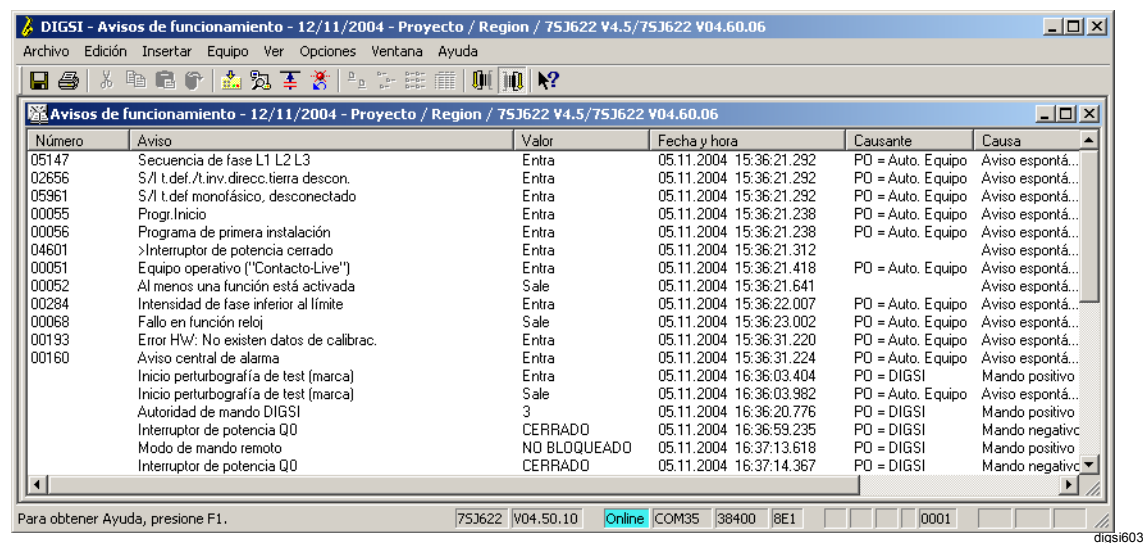 DIGSI - Avisos de funcionamiento - 12/11/2004 - Proyecto / Region / 7SJ622 V4.5/7SJ622 V04.60.06
Archivo Edición Insertar Equipo Ver Opciones Ventana Ayuda
Avisos de funcionamiento - 12/11/2004 - Proyecto / Region / 7SJ622 V4.5/7SJ622 V04.60.06
Número Aviso Valor Fecha y hora Causante Causa
05147 Secuencia de fase L1 L2 L3 Entra 05.11.2004 15:36:21.292 PO = Auto. Equipo Aviso espontá...
02656 S/I t.def./t.inv.direcc.tierra descon. Entra 05.11.2004 15:36:21.292 PO = Auto. Equipo Aviso espontá...
05961 S/I t.def monofásico, desconectado Entra 05.11.2004 15:36:21.292 PO = Auto. Equipo Aviso espontá...
00055 Progr.Inicio Entra 05.11.2004 15:36:21.238 PO = Auto. Equipo Aviso espontá...
00056 Programa de primera instalación Entra 05.11.2004 15:36:21.238 PO = Auto. Equipo Aviso espontá...
04601 >Interruptor de potencia cerrado Entra 05.11.2004 15:36:21.312 Aviso espontá...
00051 Equipo operativo ("Contacto-Live") Entra 05.11.2004 15:36:21.418 PO = Auto. Equipo Aviso espontá...
00052 Al menos una función está activada Sale 05.11.2004 15:36:21.641 Aviso espontá...
00284 Intensidad de fase inferior al límite Entra 05.11.2004 15:36:22.007 PO = Auto. Equipo Aviso espontá...
00068 Fallo en función reloj Sale 05.11.2004 15:36:23.002 PO = Auto. Equipo Aviso espontá...
00193 Error HW: No existen datos de calibrac. Entra 05.11.2004 15:36:31.220 PO = Auto. Equipo Aviso espontá...
00160 Aviso central de alarma Entra 05.11.2004 15:36:31.224 PO = Auto. Equipo Aviso espontá...
Inicio perturbografía de test (marca) Entra 05.11.2004 16:36:03.404 PO = DIGSI Mando positivo
Inicio perturbografía de test (marca) Sale 05.11.2004 16:36:03.982 PO = Auto. Equipo Aviso espontá...
Autoridad de mando DIGSI 3 05.11.2004 16:36:20.776 PO = DIGSI Mando positivo
Interruptor de potencia Q0 CERRADO 05.11.2004 16:36:59.235 PO = DIGSI Mando negativo
Modo de mando remoto NO BLOQUEADO 05.11.2004 16:37:13.618 PO = DIGSI Mando positivo
Interruptor de potencia Q0 CERRADO 05.11.2004 16:37:14.367 PO = DIGSI Mando negativo
Para obtener Ayuda, presione F1. 7SJ622 V04.50.10 Online COM35 38400 8E1 0001
digsi603